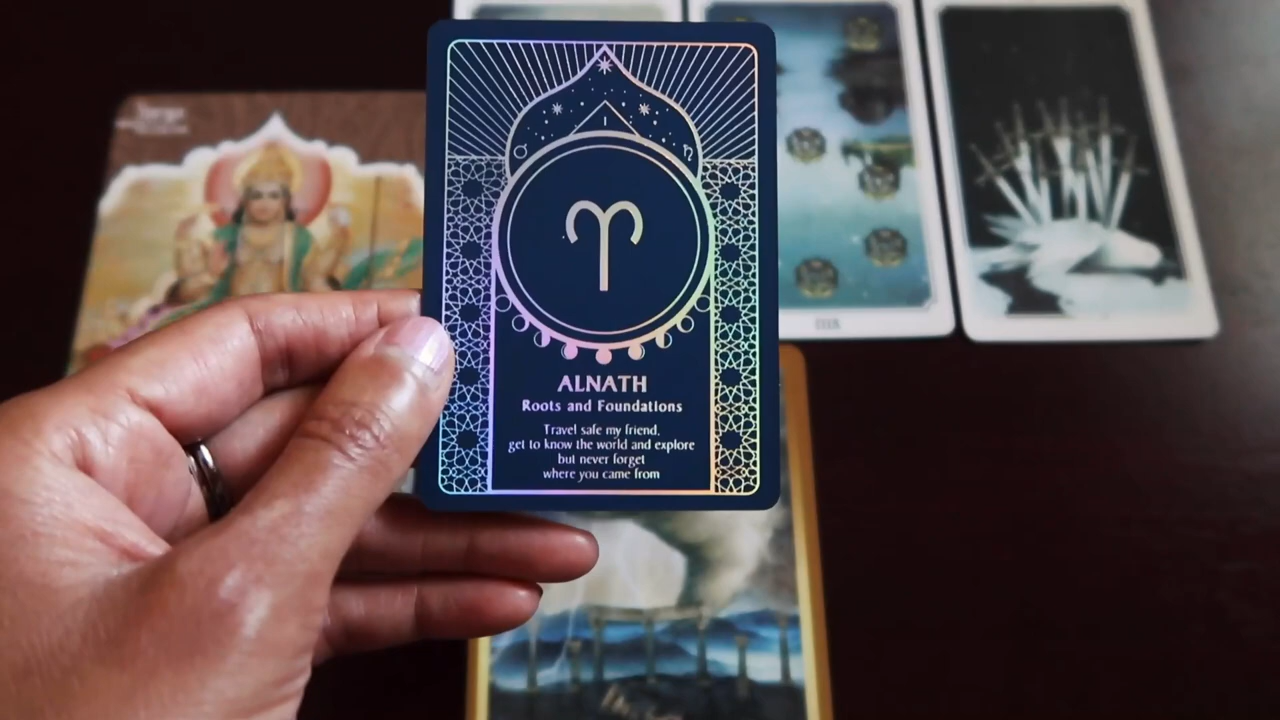 ALNATH
Roots and Foundations
Travel safe my friend,
get to know the world and explore
but never forget
where you came from